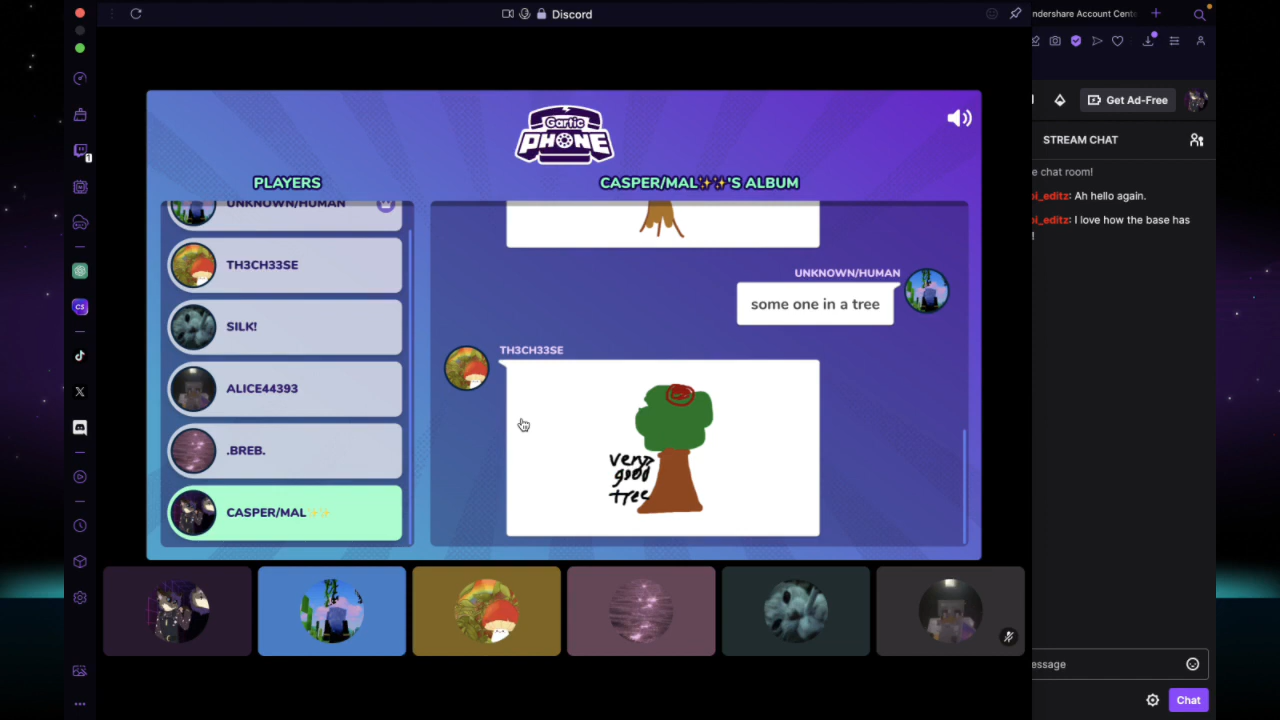 Discord
ndershare Account Cente
Get Ad-Free
STREAM CHAT
e chat room!
oi_editz: Ah hello again.
oi_editz: I love how the base has
!
1
CS
Gartic
PHONE
PLAYERS
CASPER/MAL✨✨'S ALBUM
UNKNOWN/HUMAN
TH3CH33SE
SILK!
ALICE44393
.BREB.
CASPER/MAL✨✨
UNKNOWN/HUMAN
some one in a tree
TH3CH33SE
very
good
tree
essage
Chat